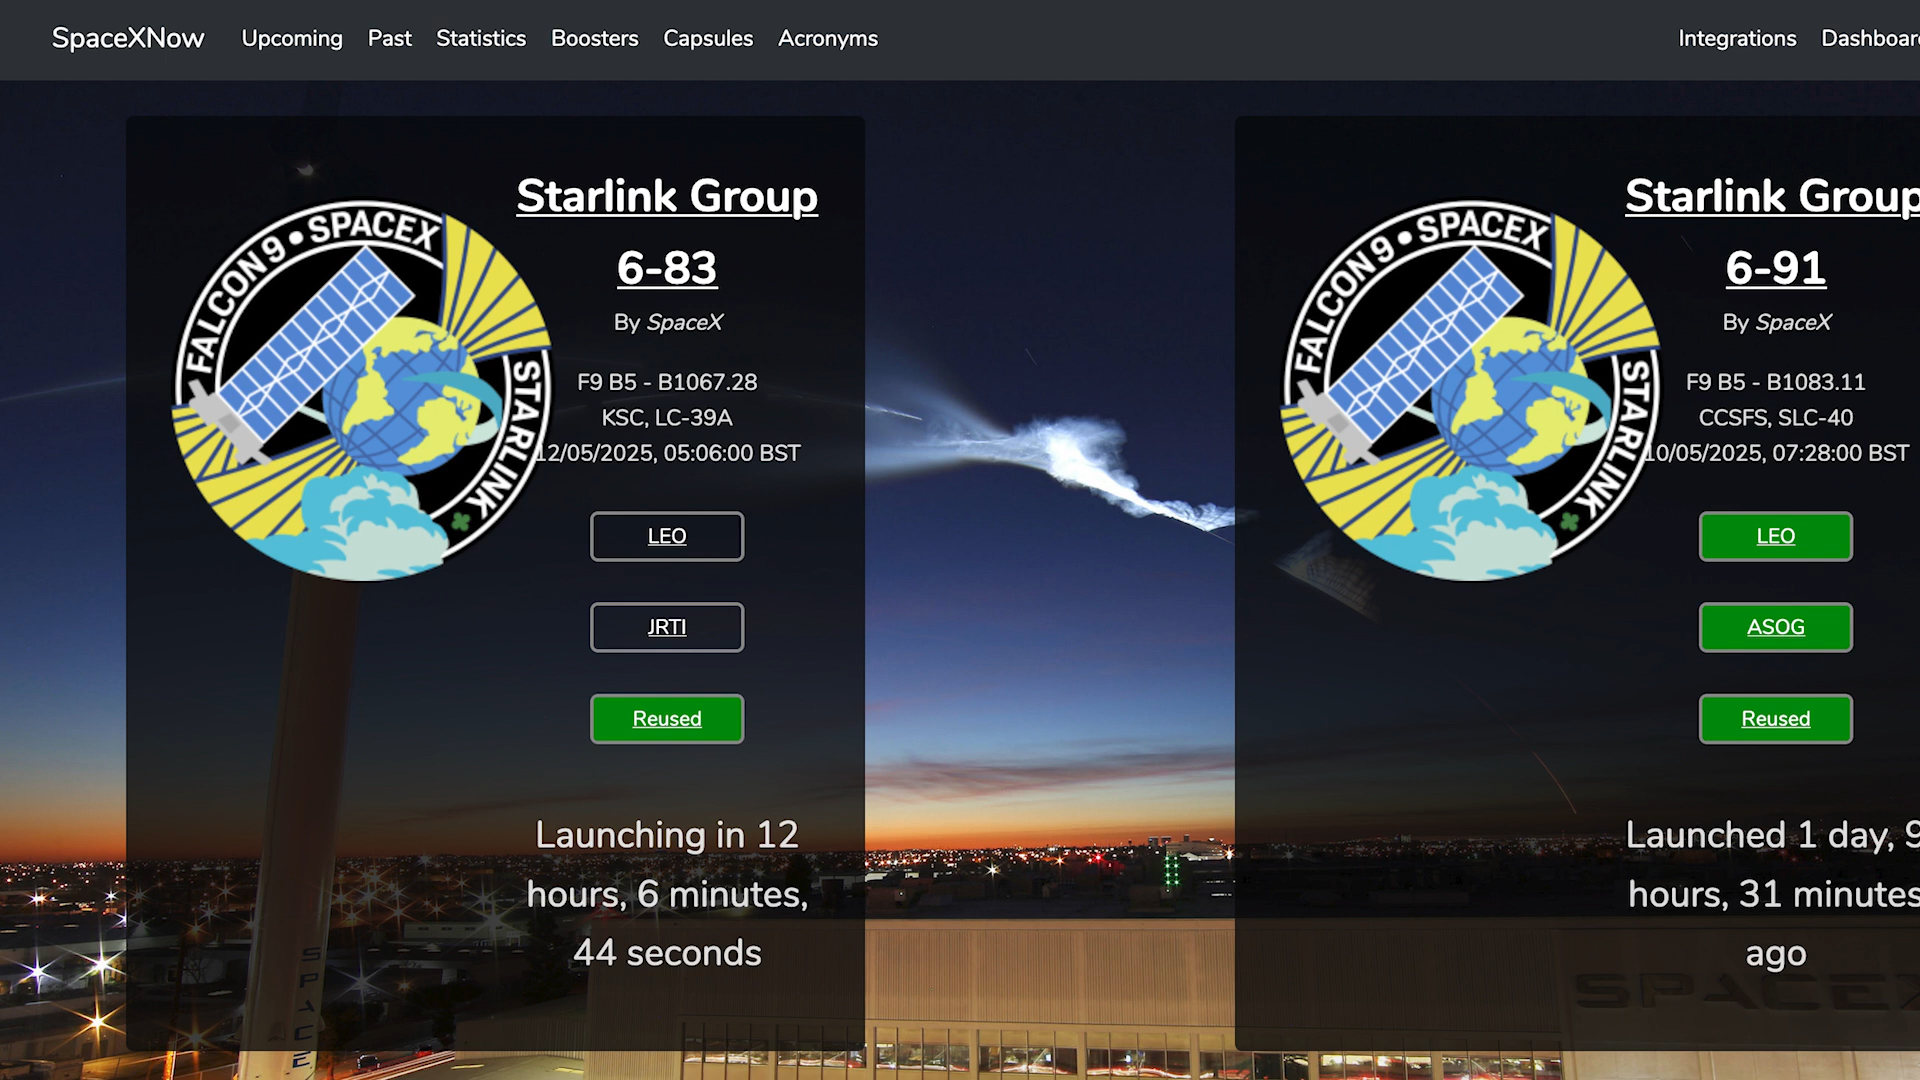 SpaceXNow Upcoming Past Statistics Boosters Capsules Acronyms Integrations
FALCON 9 • SPACEX
STARLINK
Starlink Group
6-83
By SpaceX
F9 B5 - B1067.28
KSC, LC-39A
12/05/2025, 05:06:00 BST
LEO
JRTI
Reused
Launching in 12
hours, 6 minutes,
44 seconds
FALCON 9 • SPACEX
STARLINK
Starlink Group
6-91
By SpaceX
F9 B5 - B1083.11
CCSFS, SLC-40
10/05/2025, 07:28:00 BST
LEO
ASOG
Reused
Launched 1 day, 9
hours, 31 minutes
ago
SPACE
SPACEX